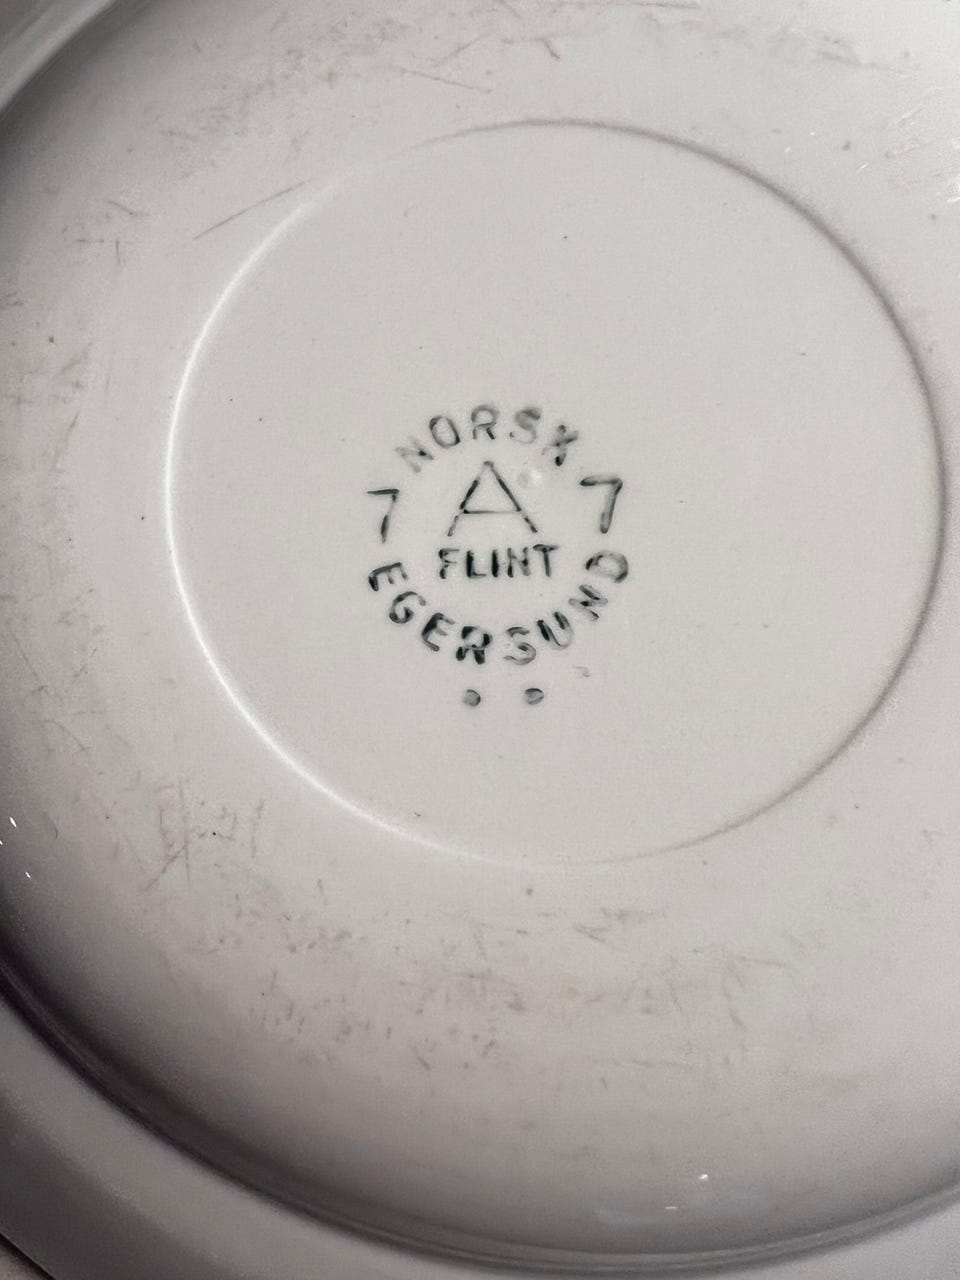 NORSK
7 A 7
FLINT
EGERSUND